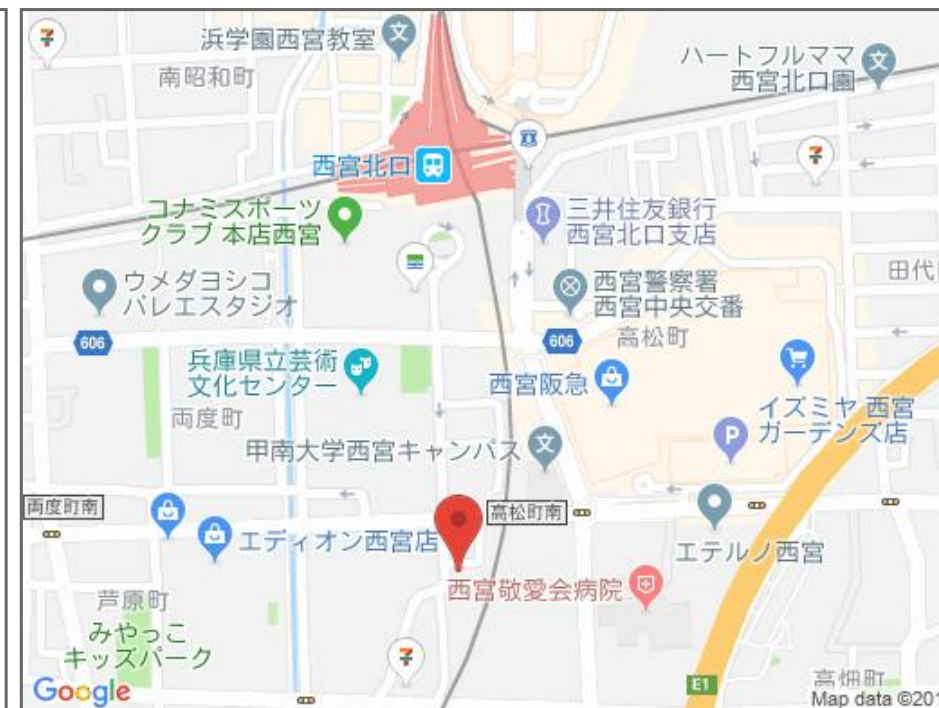 浜学園西宮教室
南昭和町
ハートフルママ
西宮北口園
西宮北口
コナミスポーツ
クラブ 本店西宮
三井住友銀行
西宮北口支店
ウメダヨシコ
バレエスタジオ
西宮警察署
西宮中央交番
606
606
高松町
兵庫県立芸術
文化センター
西宮阪急
両度町
イズミヤ 西宮
ガーデンズ店
P
甲南大学西宮キャンパス
両度町南
高松町南
エディオン西宮店
エテルノ西宮
西宮敬愛会病院
芦原町
みやっこ
キッズパーク
E1
高畑町
Google
Map data ©201